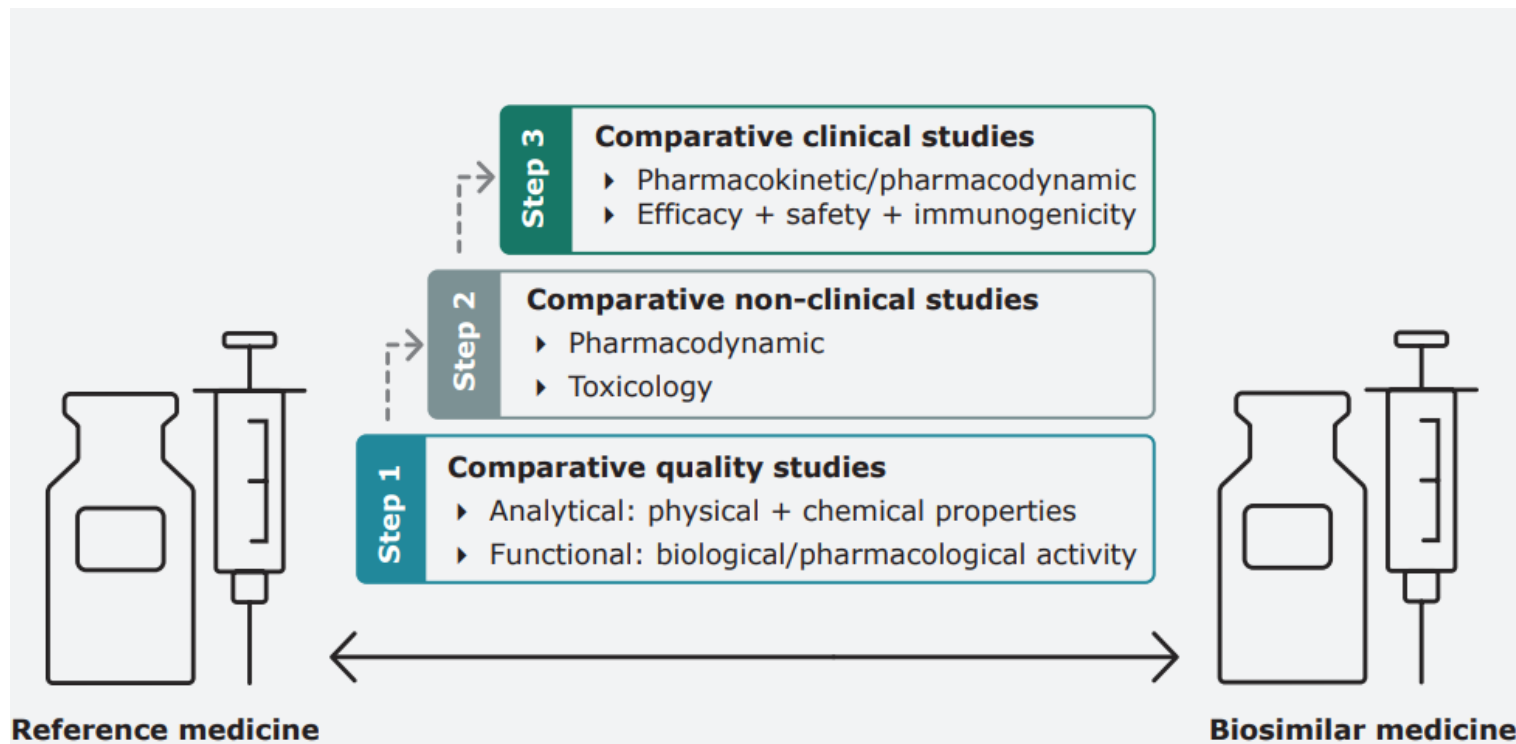 Step 3
Comparative clinical studies
Pharmacokinetic/pharmacodynamic
Efficacy + safety + immunogenicity
Step 2
Comparative non-clinical studies
Pharmacodynamic
Toxicology
Step 1
Comparative quality studies
Analytical: physical + chemical properties
Functional: biological/pharmacological activity
Reference medicine
Biosimilar medicine